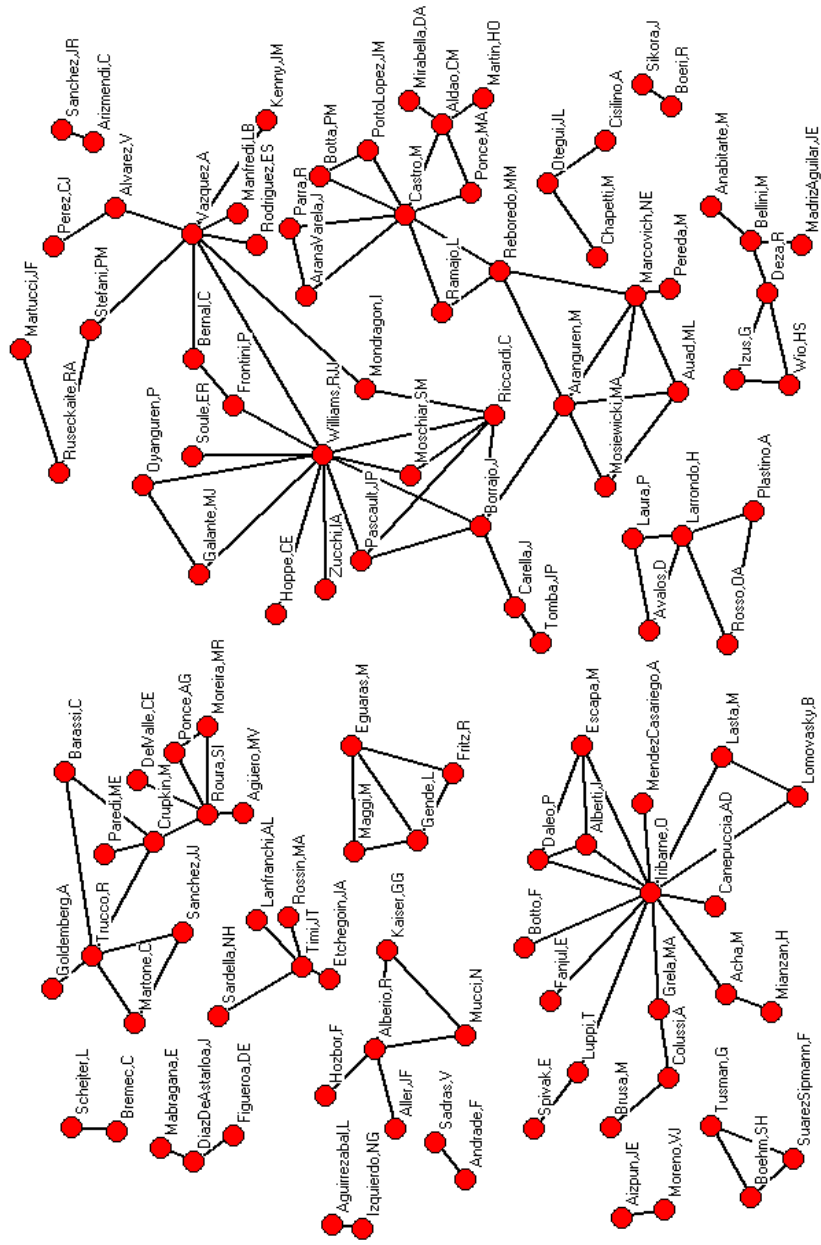 Sanchez,JR
Arizmendi,C
Perez,CJ
Alvarez,V
Vazquez,A
Manfredi,LB
Rodriguez,ES
Kenny,JM
Martucci,JF
Stefani,PM
Ruseckaite,RA
Bernal,C
Frontini,P
Soule,ER
Oyanguren,P
Galante,MJ
Williams,RJJ
Mondragon,I
Moschiar,SM
Riccardi,C
Hoppe,CE
Zucchi,IA
Pascault,JP
Borrajo,J
Carella,J
Tomba,JP
Mirabella,DA
Aldao,CM
Martin,HO
PortoLopez,JM
Botta,PM
Parra,R
AranaVarela,J
Castro,M
Ponce,MA
Ramajo,L
Reboredo,MM
Aranguren,M
Mosiewicki,MA
Marcovich,NE
Pereda,M
Auad,ML
Otegui,JL
Cisilino,A
Chapetti,M
Sikora,J
Boeri,R
Anabitarte,M
Bellini,M
MadrizAguilar,JE
Deza,R
Izus,G
Wio,HS
Laura,P
Larrondo,H
Plastino,A
Avalos,D
Rosso,OA
Barassi,C
DelValle,CE
Ponce,AG
Moreira,MR
Paredi,ME
Crupkin,M
Roura,SI
Agüero,MV
Goldemberg,A
Trucco,R
Sanchez,JJ
Martone,C
Lanfranchi,AL
Rossin,MA
Timi,JT
Etchegoin,JA
Sardella,NH
Eguaras,M
Maggi,M
Gende,L
Fritz,R
Kaiser,GG
Alberio,R
Mucci,N
Hozbor,F
Aller,JF
Schejter,L
Bremec,C
Mabragana,E
DiazDeAstarloa,J
Figueroa,DE
Aguirrezabal,L
Izquierdo,NG
Sadras,V
Andrade,F
Escapa,M
Daleo,P
Alberti,J
MendezCasariego,A
Iribarne,O
Canepuccia,AD
Lasta,M
Lomovasky,B
Botto,F
Fanjul,E
Luppi,T
Spivak,E
Grela,MA
Colussi,A
Brusa,M
Acha,M
Mianzan,H
Aizpun,JE
Moreno,VJ
Tusman,G
Boehm,SH
SuarezSipmann,F